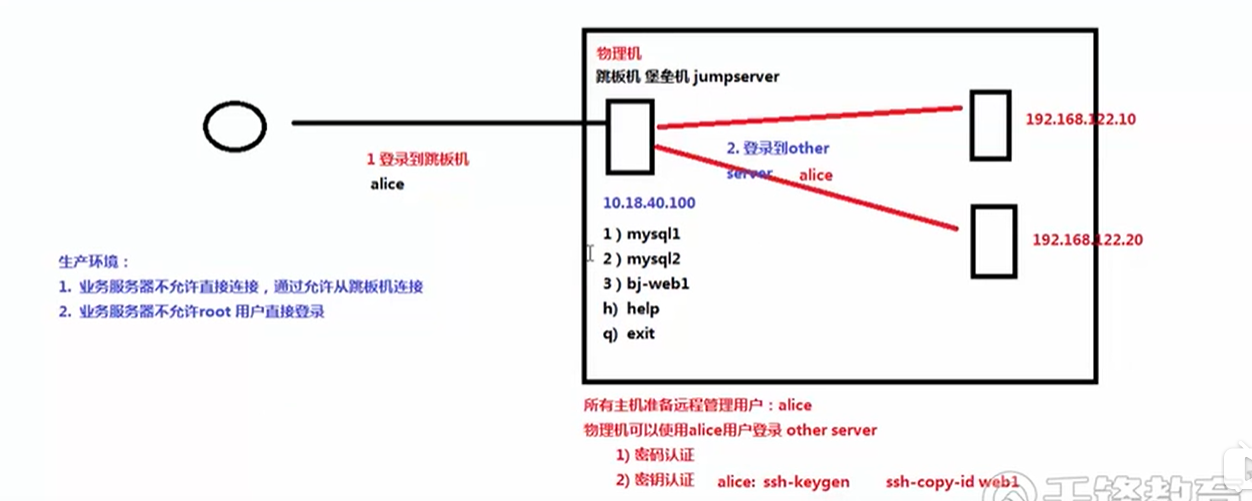 物理机
跳板机 堡垒机 jumpserver
192.168.122.10
1 登录到跳板机
alice
2. 登录到other
server
alice
10.18.40.100
1 ) mysql1
2 ) mysql2
3 ) bj-web1
h) help
q) exit
192.168.122.20
生产环境：
1. 业务服务器不允许直接连接，通过允许从跳板机连接
2. 业务服务器不允许root 用户直接登录
所有主机准备远程管理用户：alice
物理机可以使用alice用户登录 other server
1) 密码认证
2) 密钥认证 alice: ssh-keygen ssh-copy-id web1
千锋教育